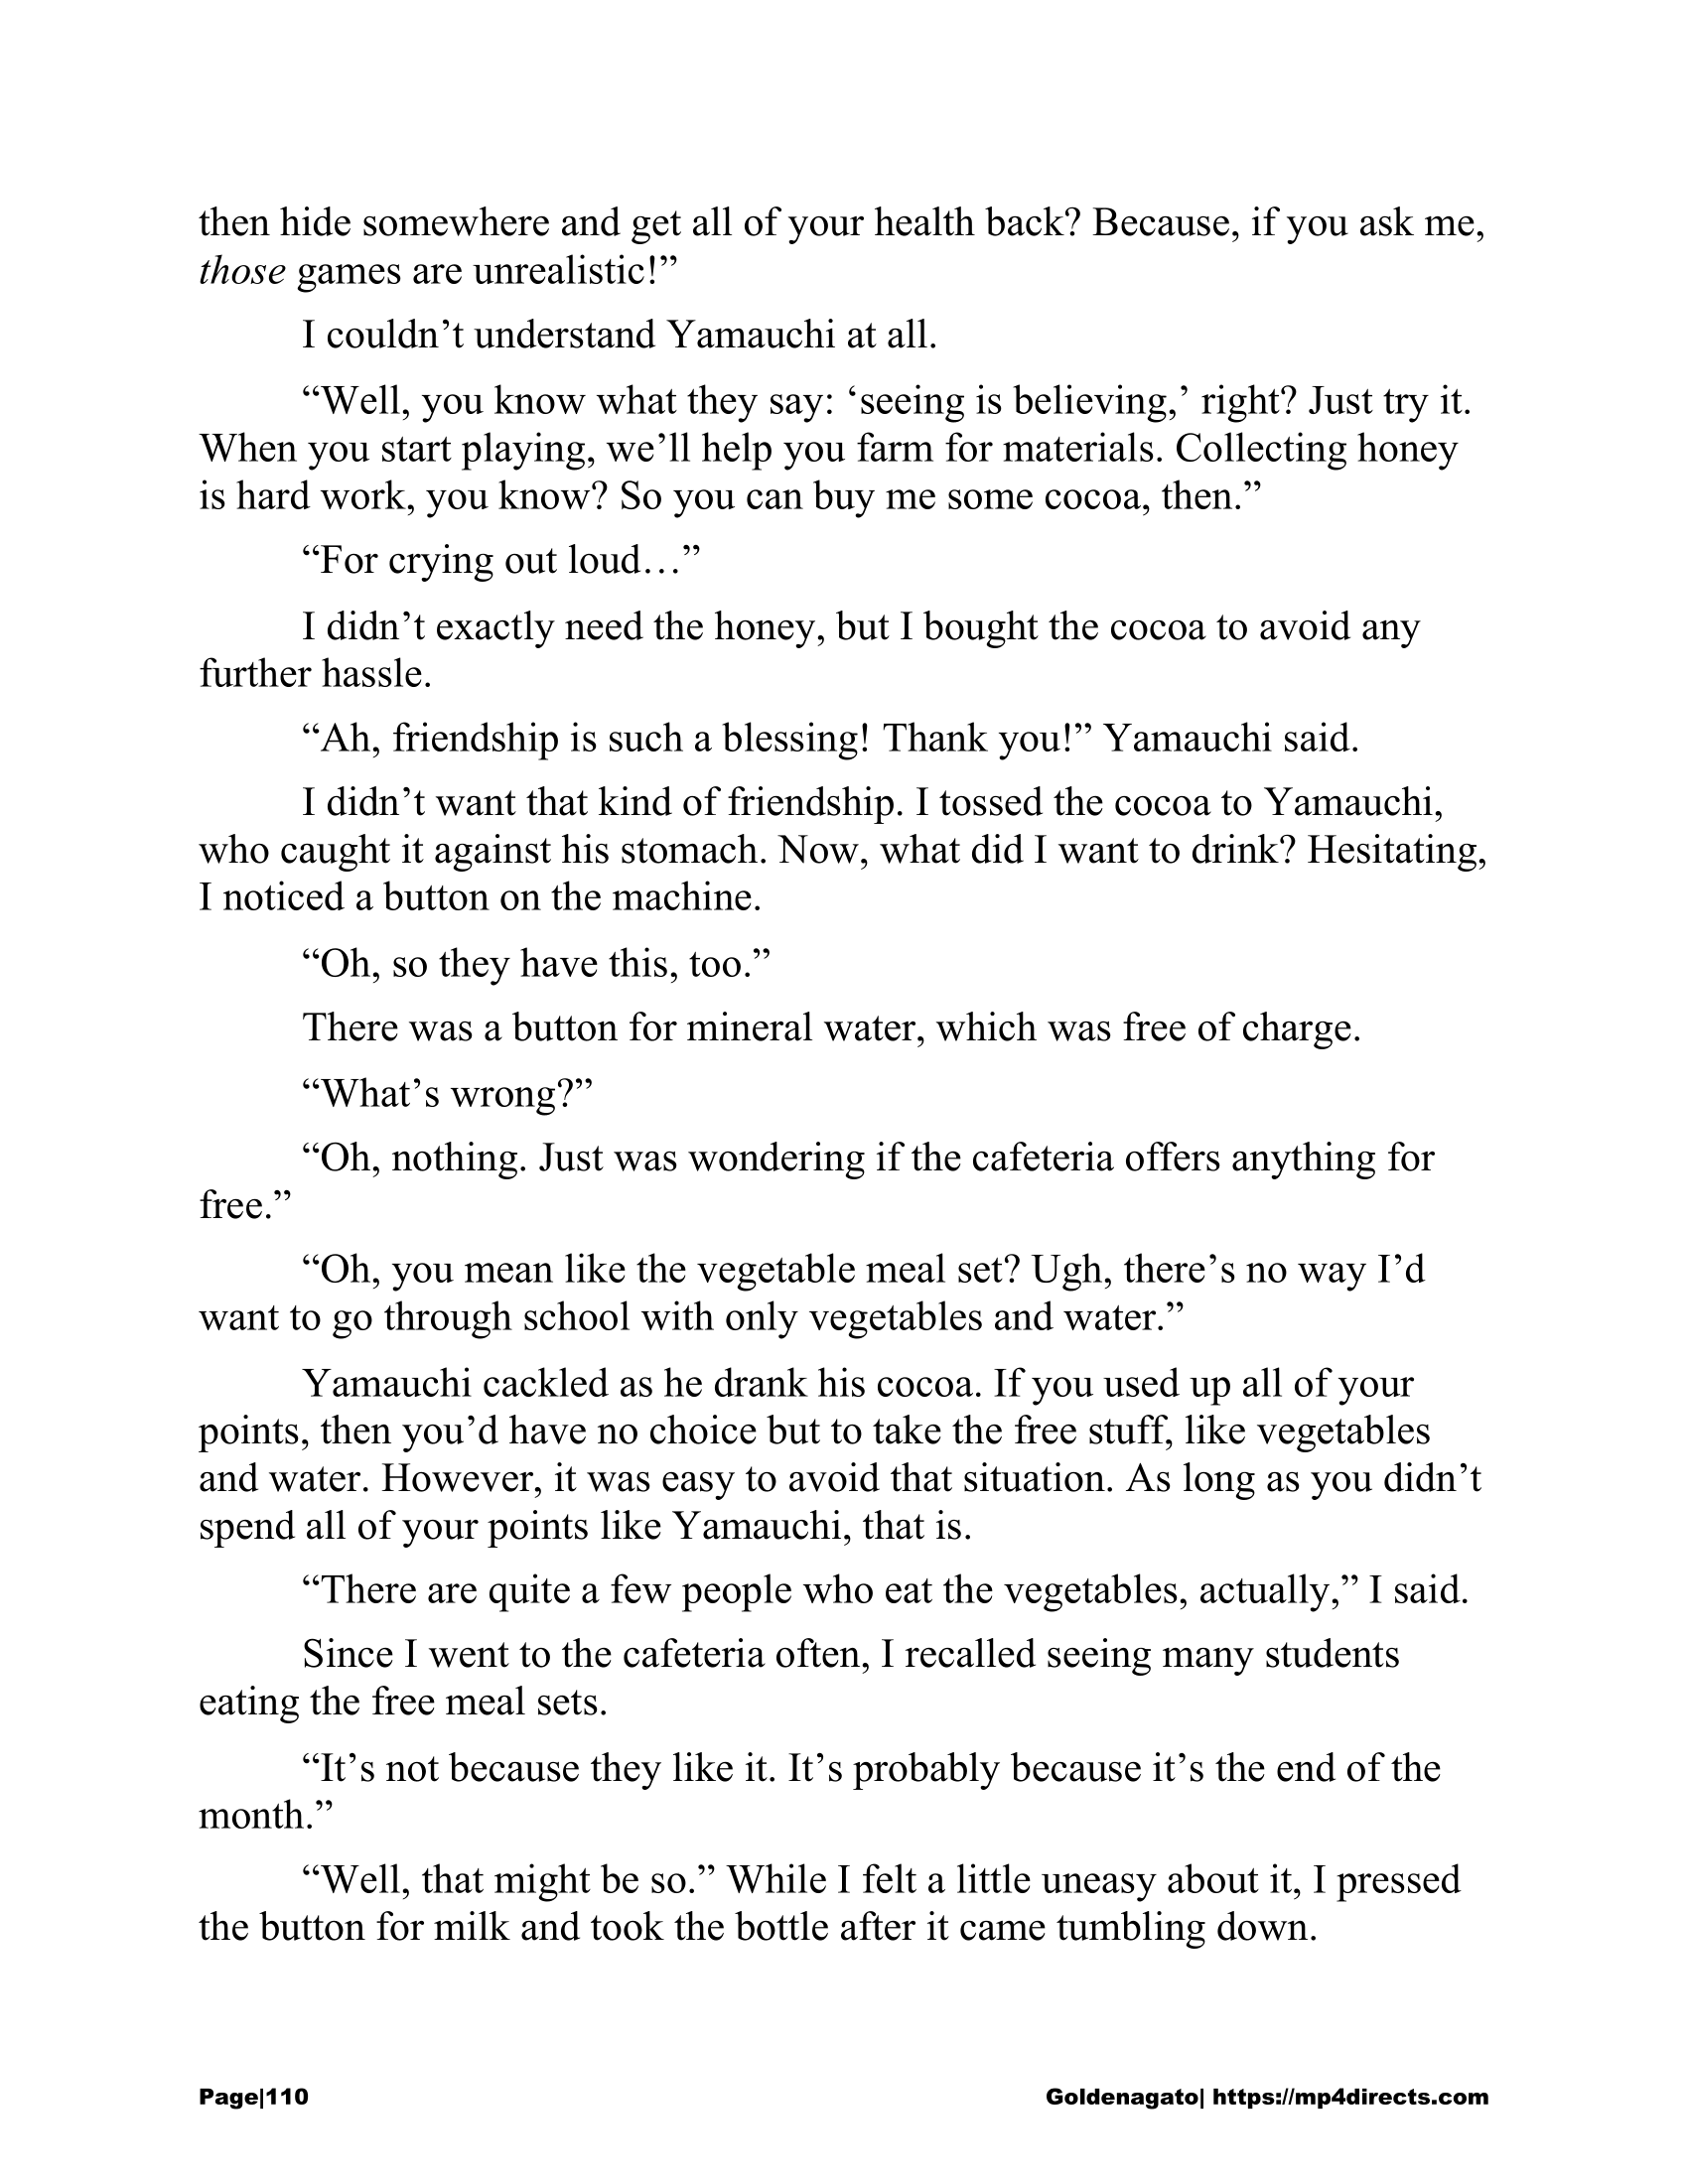 then hide somewhere and get all of your health back? Because, if you ask me,
those games are unrealistic!”
I couldn’t understand Yamauchi at all.
“Well, you know what they say: ‘seeing is believing,’ right? Just try it.
When you start playing, we’ll help you farm for materials. Collecting honey
is hard work, you know? So you can buy me some cocoa, then.”
“For crying out loud…”
I didn’t exactly need the honey, but I bought the cocoa to avoid any
further hassle.
“Ah, friendship is such a blessing! Thank you!” Yamauchi said.
I didn’t want that kind of friendship. I tossed the cocoa to Yamauchi,
who caught it against his stomach. Now, what did I want to drink? Hesitating,
I noticed a button on the machine.
“Oh, so they have this, too.”
There was a button for mineral water, which was free of charge.
“What’s wrong?”
“Oh, nothing. Just was wondering if the cafeteria offers anything for
free.”
“Oh, you mean like the vegetable meal set? Ugh, there’s no way I’d
want to go through school with only vegetables and water.”
Yamauchi cackled as he drank his cocoa. If you used up all of your
points, then you’d have no choice but to take the free stuff, like vegetables
and water. However, it was easy to avoid that situation. As long as you didn’t
spend all of your points like Yamauchi, that is.
“There are quite a few people who eat the vegetables, actually,” I said.
Since I went to the cafeteria often, I recalled seeing many students
eating the free meal sets.
“It’s not because they like it. It’s probably because it’s the end of the
month.”
“Well, that might be so.” While I felt a little uneasy about it, I pressed
the button for milk and took the bottle after it came tumbling down.
Page|110
Goldenagato| https://mp4directs.com